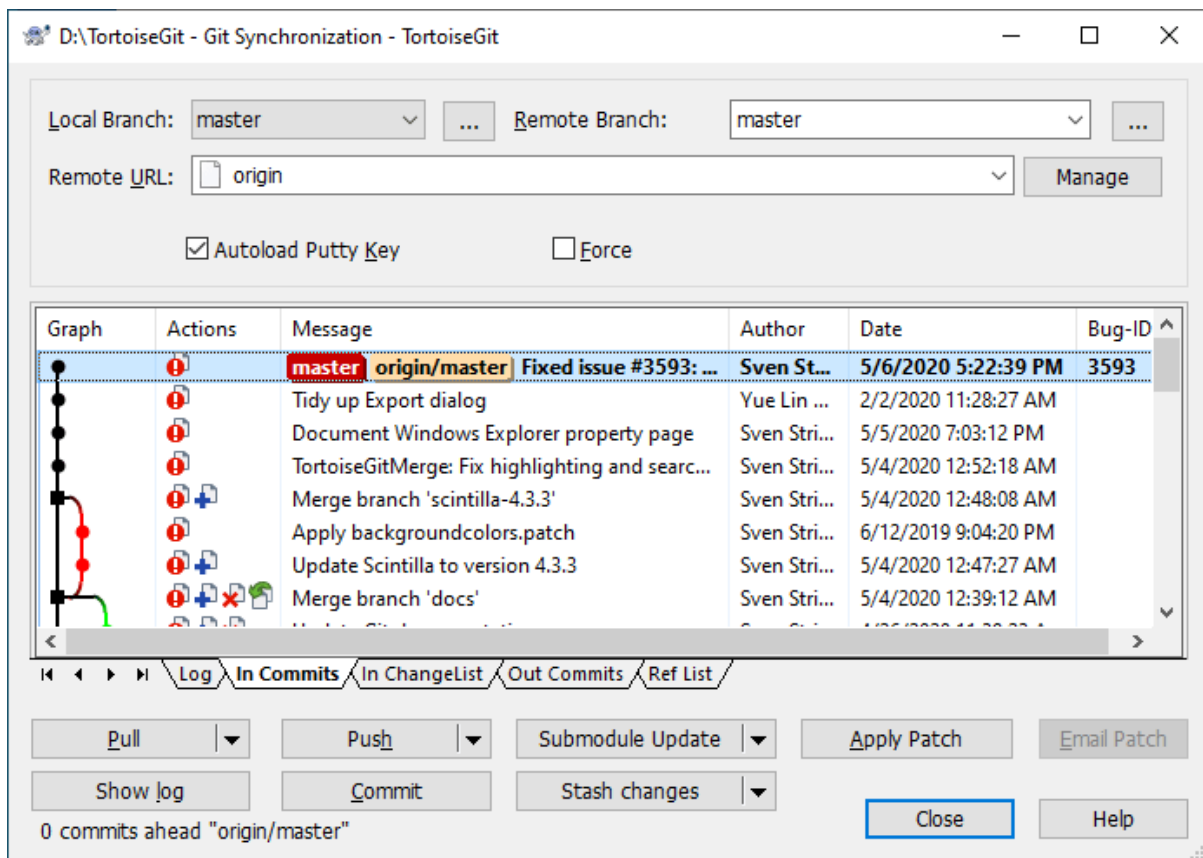 D:\TortoiseGit - Git Synchronization - TortoiseGit
Local Branch: master ... Remote Branch: master ...
Remote URL: origin Manage
Autoload Putty Key Force
Graph Actions Message Author Date Bug-ID
master origin/master Fixed issue #3593: ... Sven St... 5/6/2020 5:22:39 PM 3593
Tidy up Export dialog Yue Lin ... 2/2/2020 11:28:27 AM
Document Windows Explorer property page Sven Stri... 5/5/2020 7:03:12 PM
TortoiseGitMerge: Fix highlighting and searc... Sven Stri... 5/4/2020 12:52:18 AM
Merge branch 'scintilla-4.3.3' Sven Stri... 5/4/2020 12:48:08 AM
Apply backgroundcolors.patch Sven Stri... 6/12/2019 9:04:20 PM
Update Scintilla to version 4.3.3 Sven Stri... 5/4/2020 12:47:27 AM
Merge branch 'docs' Sven Stri... 5/4/2020 12:39:12 AM
Log In Commits In ChangeList Out Commits Ref List
Pull Push Submodule Update Apply Patch Email Patch
Show log Commit Stash changes
Close Help
0 commits ahead "origin/master"